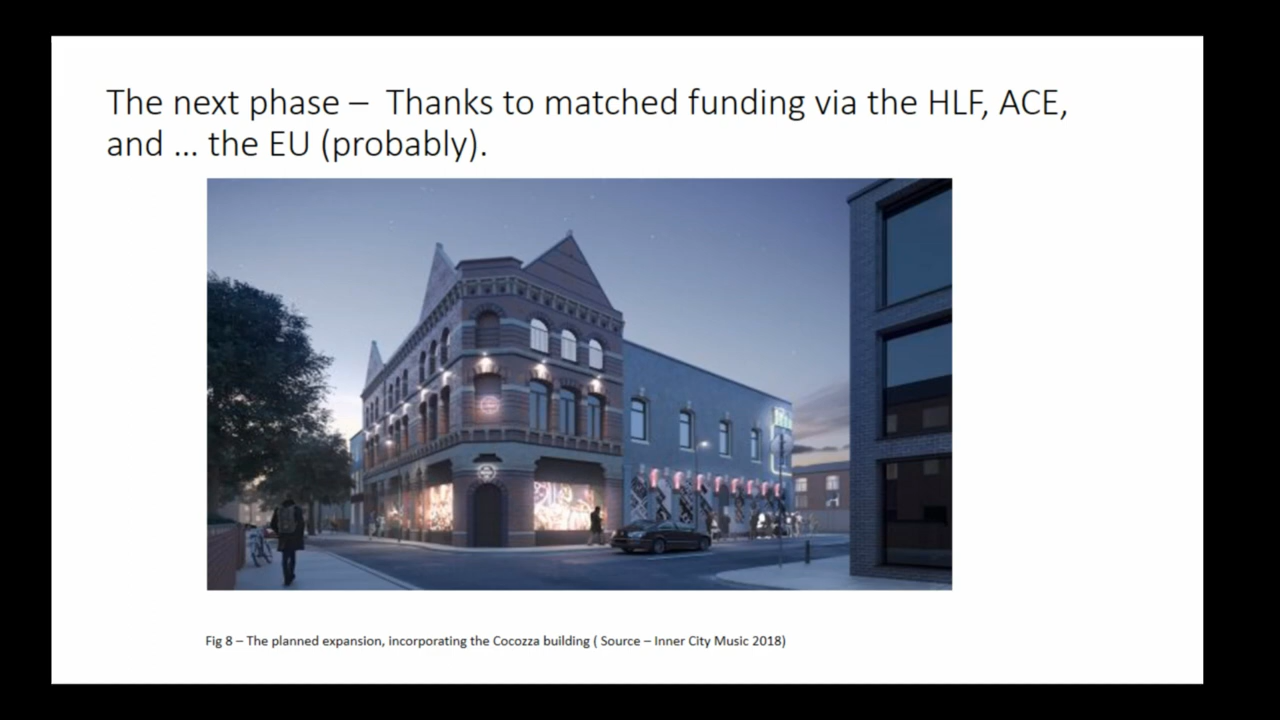 The next phase – Thanks to matched funding via the HLF, ACE,
and ... the EU (probably).
Fig 8 – The planned expansion, incorporating the Cocozza building ( Source – Inner City Music 2018)